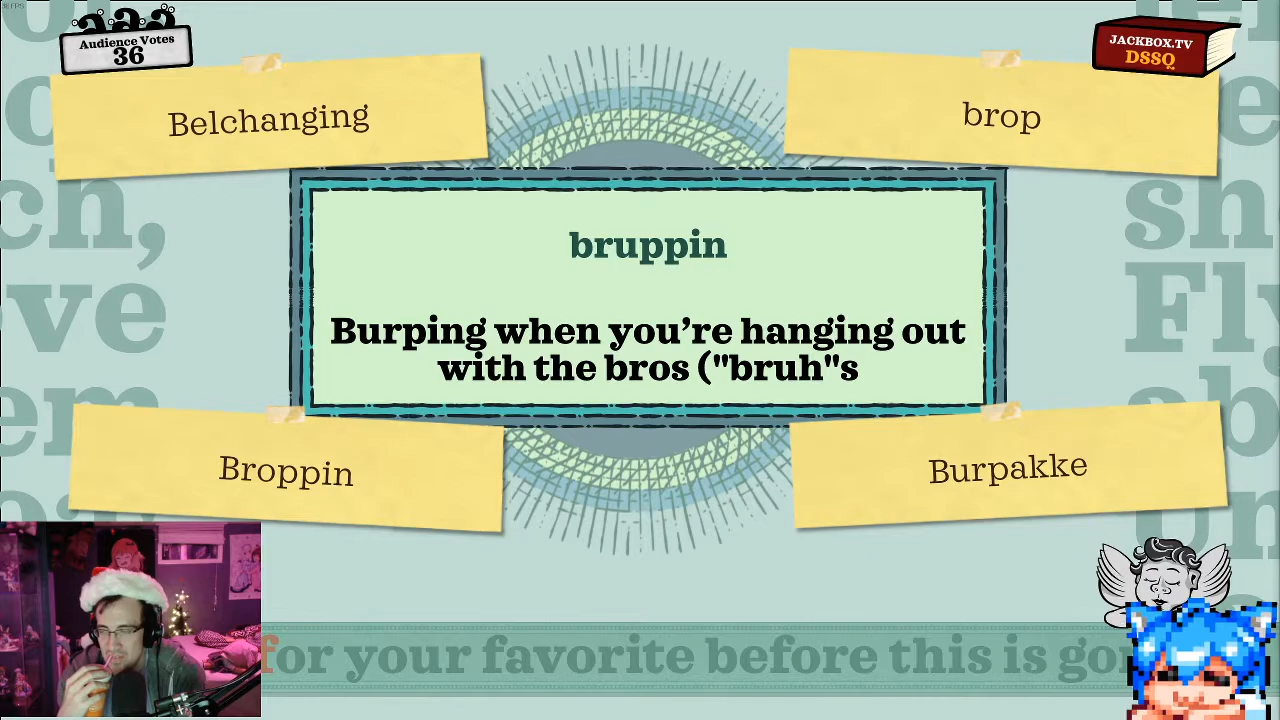 Audience Votes
36
JACKBOX.TV
DSSQ
Belchanging
brop
bruppin
Burping when you’re hanging out
with the bros ("bruh"s
Broppin
Burpakke
for your favorite before this is